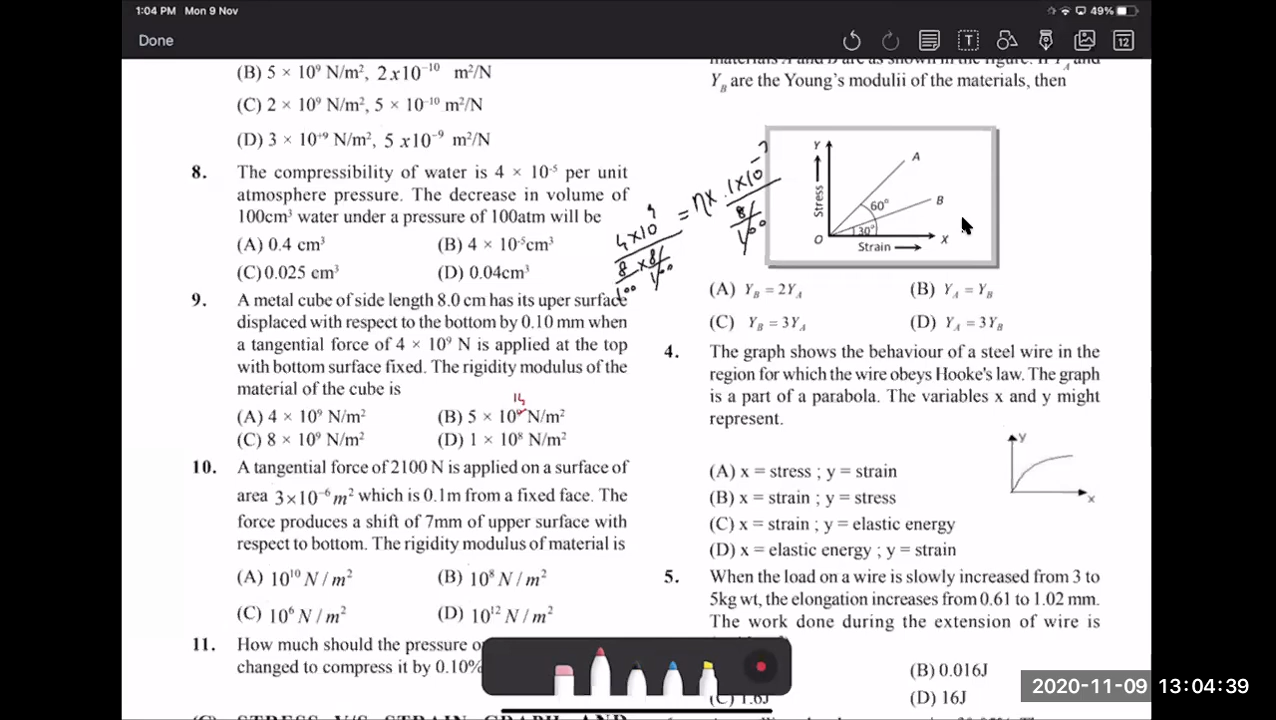 1:04 PM Mon 9 Nov
49%
Done
T
12
(B) 5 × 10⁹ N/m², 2x10⁻¹⁰ m²/N
(C) 2 × 10⁹ N/m², 5 × 10⁻¹⁰ m²/N
(D) 3 × 10⁺⁹ N/m², 5 x10⁻⁹ m²/N
8. The compressibility of water is 4 × 10⁻⁵ per unit
atmosphere pressure. The decrease in volume of
100cm³ water under a pressure of 100atm will be
(A) 0.4 cm³ (B) 4 × 10⁻⁵cm³
(C) 0.025 cm³ (D) 0.04cm³
9. A metal cube of side length 8.0 cm has its uper surface
displaced with respect to the bottom by 0.10 mm when
a tangential force of 4 × 10⁹ N is applied at the top
with bottom surface fixed. The rigidity modulus of the
material of the cube is
14
(A) 4 × 10⁹ N/m² (B) 5 × 10⁹ N/m²
(C) 8 × 10⁹ N/m² (D) 1 × 10⁸ N/m²
10. A tangential force of 2100 N is applied on a surface of
area 3×10⁻⁶m² which is 0.1m from a fixed face. The
force produces a shift of 7mm of upper surface with
respect to bottom. The rigidity modulus of material is
(A) 10¹⁰ N / m² (B) 10⁸ N / m²
(C) 10⁶ N / m² (D) 10¹² N / m²
11. How much should the pressure
changed to compress it by 0.10%
4×10⁹ = η×
8/100 × 8/100
8/100
Y_B are the Young's modulii of the materials, then
Y
Stress
A
60°
B
30°
O
X
Strain
(A) Y_B = 2Y_A (B) Y_A = Y_B
(C) Y_B = 3Y_A (D) Y_A = 3Y_B
4. The graph shows the behaviour of a steel wire in the
region for which the wire obeys Hooke's law. The graph
is a part of a parabola. The variables x and y might
represent.
y
x
(A) x = stress ; y = strain
(B) x = strain ; y = stress
(C) x = strain ; y = elastic energy
(D) x = elastic energy ; y = strain
5. When the load on a wire is slowly increased from 3 to
5kg wt, the elongation increases from 0.61 to 1.02 mm.
The work done during the extension of wire is
(B) 0.016J
(C) 1.6J (D) 16J
2020-11-09 13:04:39